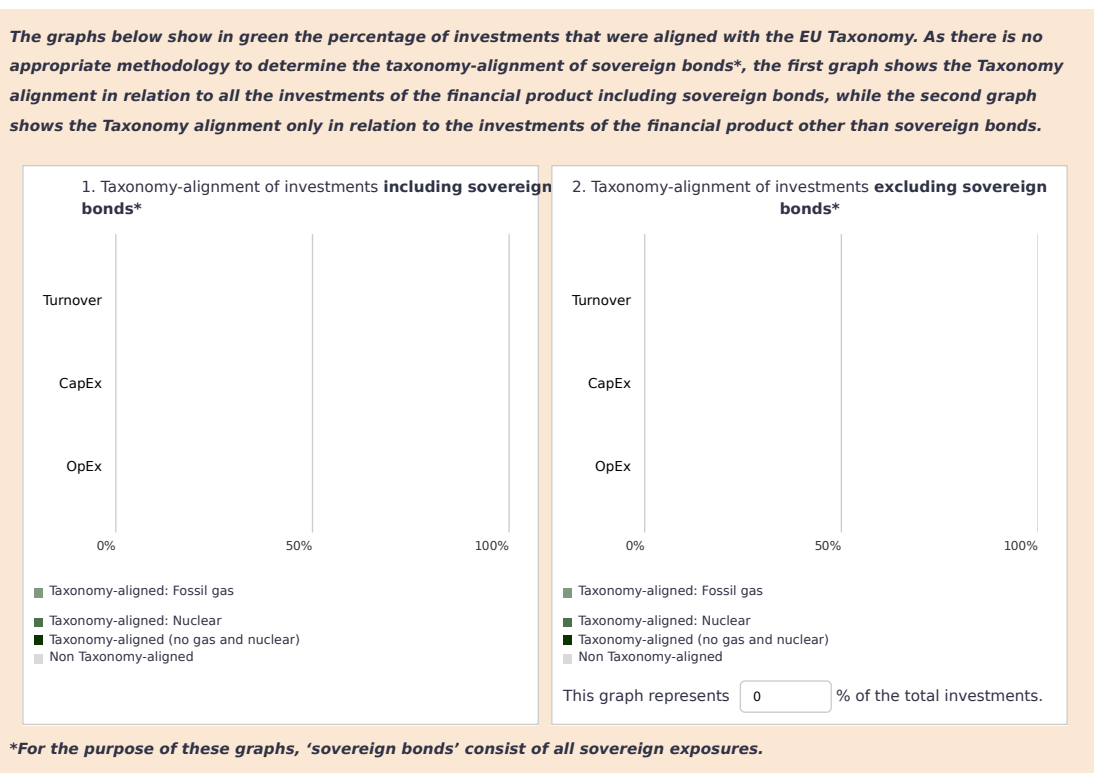 The graphs below show in green the percentage of investments that were aligned with the EU Taxonomy. As there is no
appropriate methodology to determine the taxonomy-alignment of sovereign bonds*, the first graph shows the Taxonomy
alignment in relation to all the investments of the financial product including sovereign bonds, while the second graph
shows the Taxonomy alignment only in relation to the investments of the financial product other than sovereign bonds.
1. Taxonomy-alignment of investments including sovereign
bonds*
Turnover
CapEx
OpEx
0% 50% 100%
Taxonomy-aligned: Fossil gas
Taxonomy-aligned: Nuclear
Taxonomy-aligned (no gas and nuclear)
Non Taxonomy-aligned
2. Taxonomy-alignment of investments excluding sovereign
bonds*
Turnover
CapEx
OpEx
0% 50% 100%
Taxonomy-aligned: Fossil gas
Taxonomy-aligned: Nuclear
Taxonomy-aligned (no gas and nuclear)
Non Taxonomy-aligned
This graph represents 0 % of the total investments.
*For the purpose of these graphs, ‘sovereign bonds’ consist of all sovereign exposures.